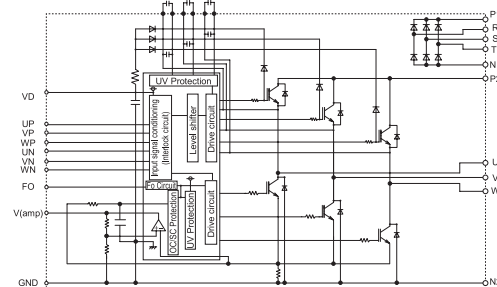 P
R
S
T
N
P2
UV Protection
VD
UP
VP
WP
UN
VN
WN
Input signal conditioning
(Interlock circuit)
Level shifter
Drive circuit
FO
Fo Circuit
OC/SC Protection
UV Protection
Drive circuit
V(amp)
U
V
W
GND